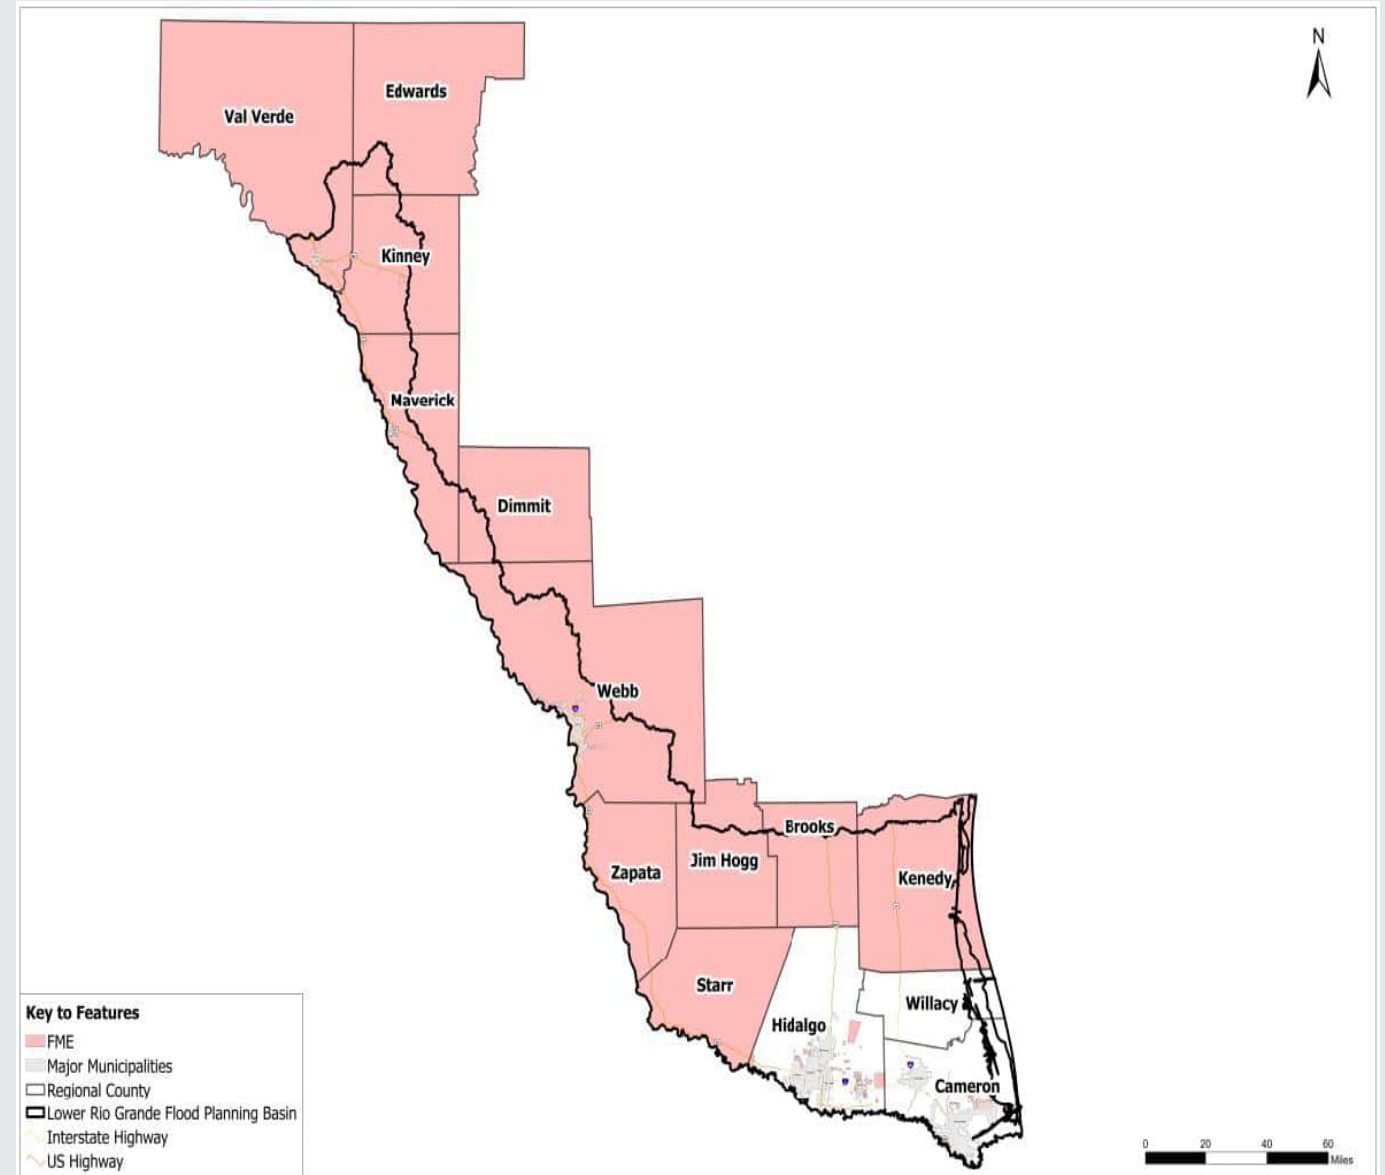 N
Edwards
Val Verde
Kinney
Maverick
Dimmit
Webb
Brooks
Jim Hogg
Zapata
Kenedy
Starr
Willacy
Hidalgo
Cameron
Key to Features
FME
Major Municipalities
Regional County
Lower Rio Grande Flood Planning Basin
Interstate Highway
US Highway
0 20 40 60
Miles